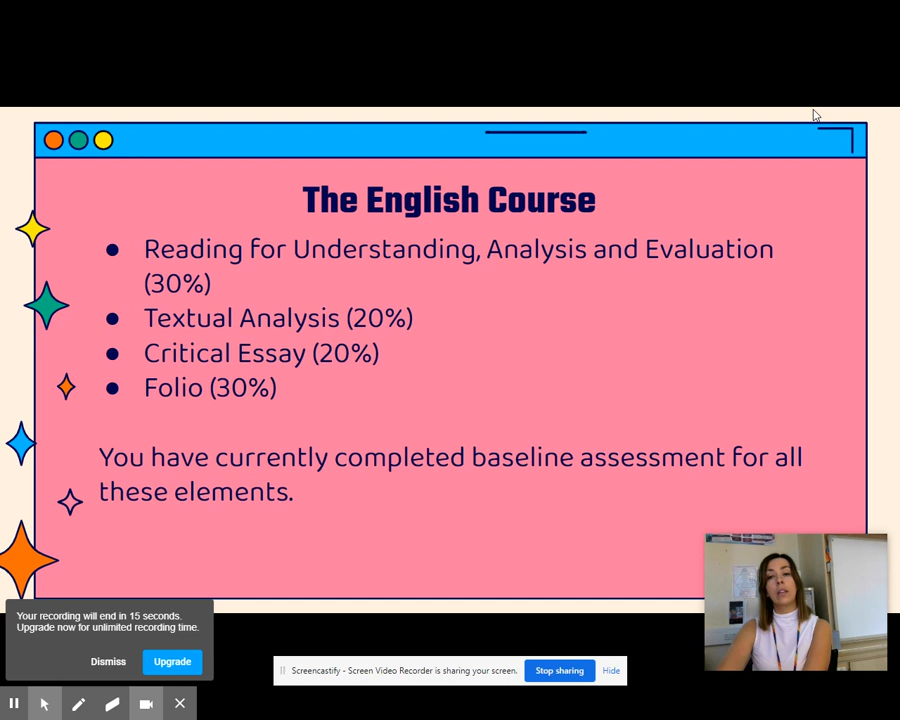 The English Course
● Reading for Understanding, Analysis and Evaluation
(30%)
● Textual Analysis (20%)
● Critical Essay (20%)
● Folio (30%)
You have currently completed baseline assessment for all
these elements.
Your recording will end in 15 seconds.
Upgrade now for unlimited recording time.
Dismiss Upgrade
Screencastify - Screen Video Recorder is sharing your screen. Stop sharing Hide